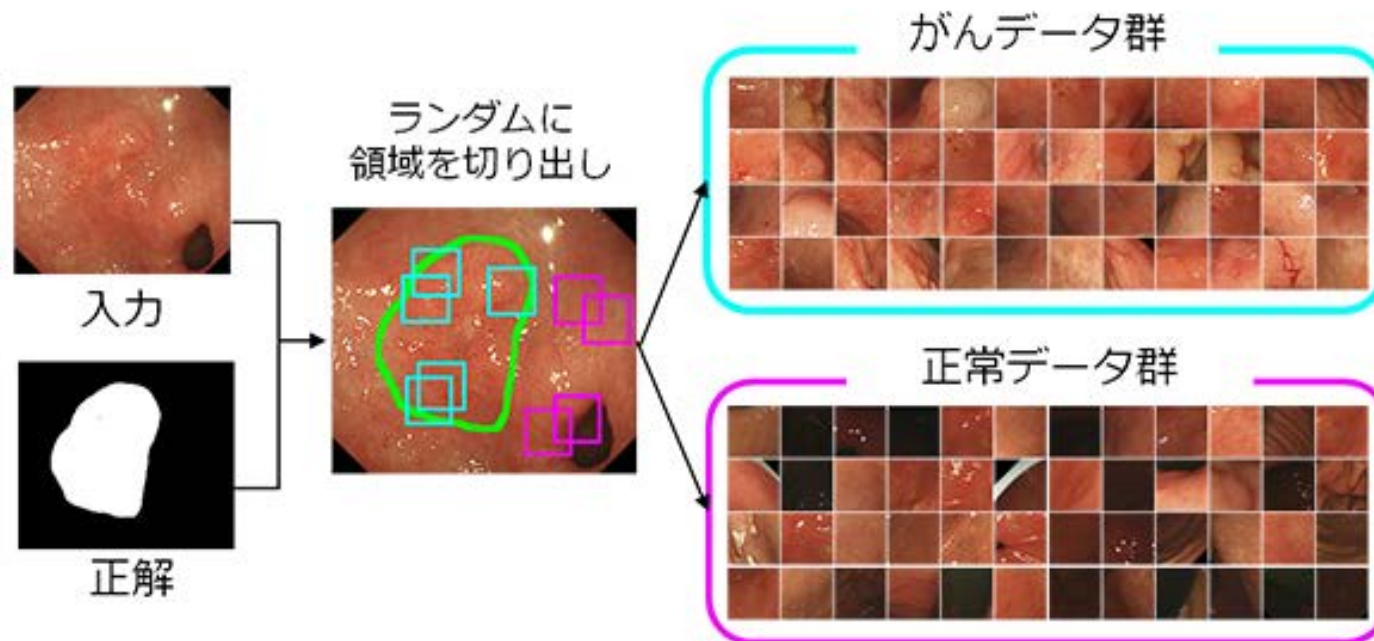 入力
正解
ランダムに
領域を切り出し
がんデータ群
正常データ群